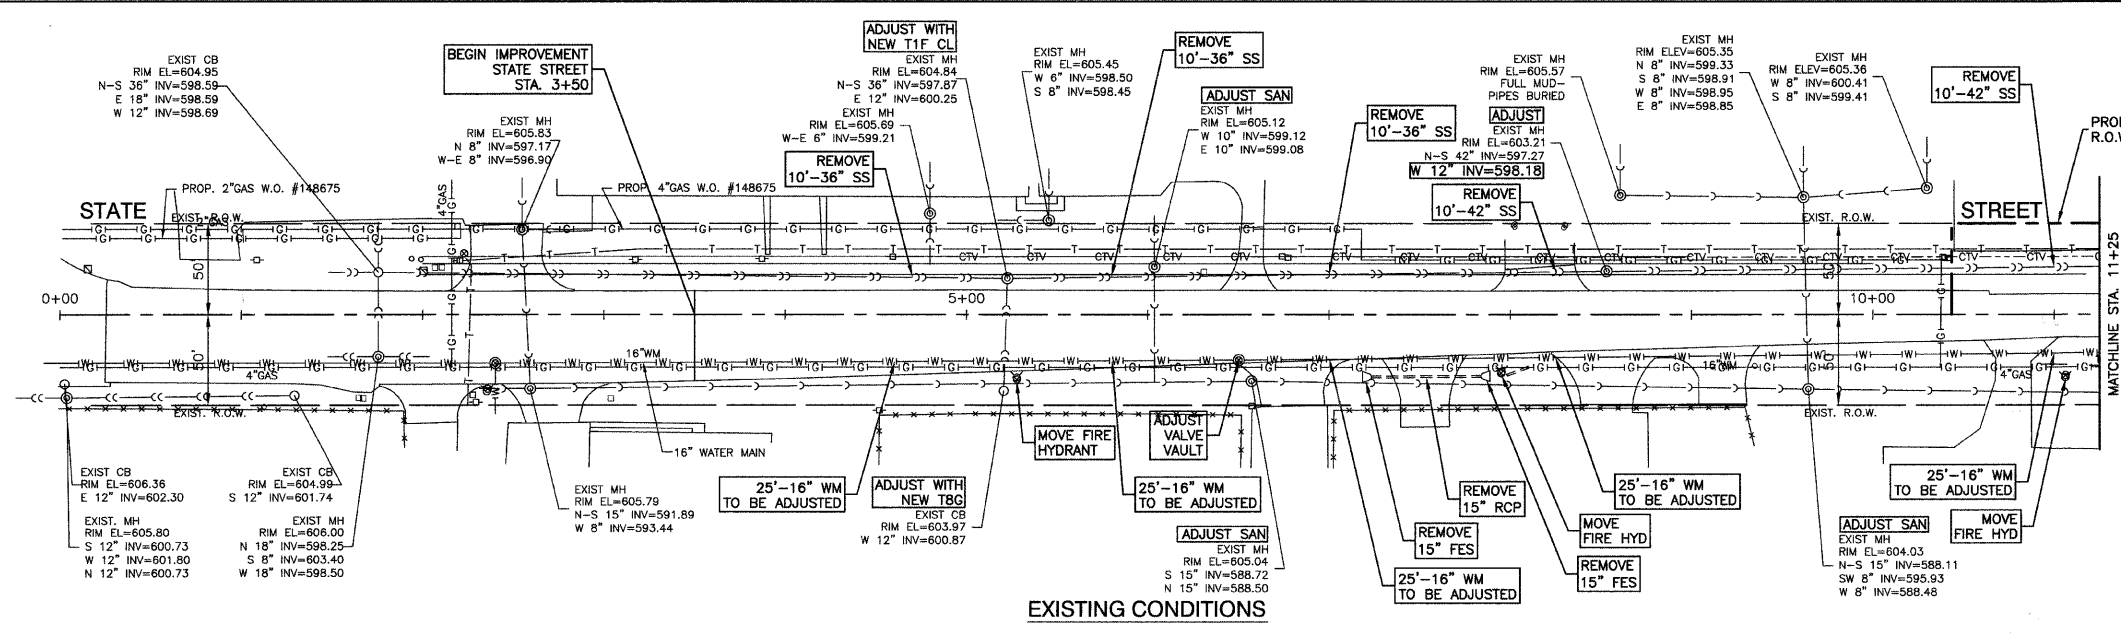 EXIST CB
RIM EL=604.95
N-S 36" INV=598.59
E 18" INV=598.59
W 12" INV=598.69
BEGIN IMPROVEMENT
STATE STREET
STA. 3+50
EXIST MH
RIM EL=605.83
N 8" INV=597.17
W-E 8" INV=596.90
ADJUST WITH
NEW T1F CL
EXIST MH
RIM EL=604.84
N-S 36" INV=597.87
E 12" INV=600.25
EXIST MH
RIM EL=605.69
W-E 6" INV=599.21
REMOVE
10'-36" SS
EXIST MH
RIM EL=605.45
W 6" INV=598.50
S 8" INV=598.45
REMOVE
10'-36" SS
ADJUST SAN
EXIST MH
RIM EL=605.12
W 10" INV=599.12
E 10" INV=599.08
REMOVE
10'-36" SS
EXIST MH
RIM EL=605.57
FULL MUD-
PIPES BURIED
ADJUST
EXIST MH
RIM EL=603.21
N-S 42" INV=597.27
W 12" INV=598.18
REMOVE
10'-42" SS
EXIST MH
RIM ELEV=605.35
N 8" INV=599.33
S 8" INV=598.91
W 8" INV=598.95
E 8" INV=598.85
EXIST MH
RIM ELEV=605.36
W 8" INV=600.41
S 8" INV=599.41
REMOVE
10'-42" SS
PROP
R.O.W
PROP. 2"GAS W.O. #148675
4"GAS
PROP. 4"GAS W.O. #148675
STATE
EXIST. R.O.W.
2" GAS
EXIST. R.O.W.
STREET
50'
50'
0+00
5+00
10+00
MATCHLINE STA. 11+25
50'
50
4"GAS
16"WM
16"WM
4"GAS
EXIST. R.O.W.
EXIST. R.O.W.
16" WATER MAIN
MOVE FIRE
HYDRANT
ADJUST
VALVE
VAULT
EXIST CB
RIM EL=606.36
E 12" INV=602.30
EXIST CB
RIM EL=604.99
S 12" INV=601.74
EXIST. MH
RIM EL=605.80
S 12" INV=600.73
W 12" INV=601.80
N 12" INV=600.73
EXIST MH
RIM EL=606.00
N 18" INV=598.25
S 8" INV=603.40
W 18" INV=598.50
EXIST MH
RIM EL=605.79
N-S 15" INV=591.89
W 8" INV=593.44
25'-16" WM
TO BE ADJUSTED
ADJUST WITH
NEW T8G
EXIST CB
RIM EL=603.97
W 12" INV=600.87
25'-16" WM
TO BE ADJUSTED
ADJUST SAN
EXIST MH
RIM EL=605.04
S 15" INV=588.72
N 15" INV=588.50
REMOVE
15" RCP
REMOVE
15" FES
25'-16" WM
TO BE ADJUSTED
25'-16" WM
TO BE ADJUSTED
MOVE
FIRE HYD
REMOVE
15" FES
25'-16" WM
TO BE ADJUSTED
ADJUST SAN
EXIST MH
RIM EL=604.03
N-S 15" INV=588.11
SW 8" INV=595.93
W 8" INV=588.48
MOVE
FIRE HYD
EXISTING CONDITIONS